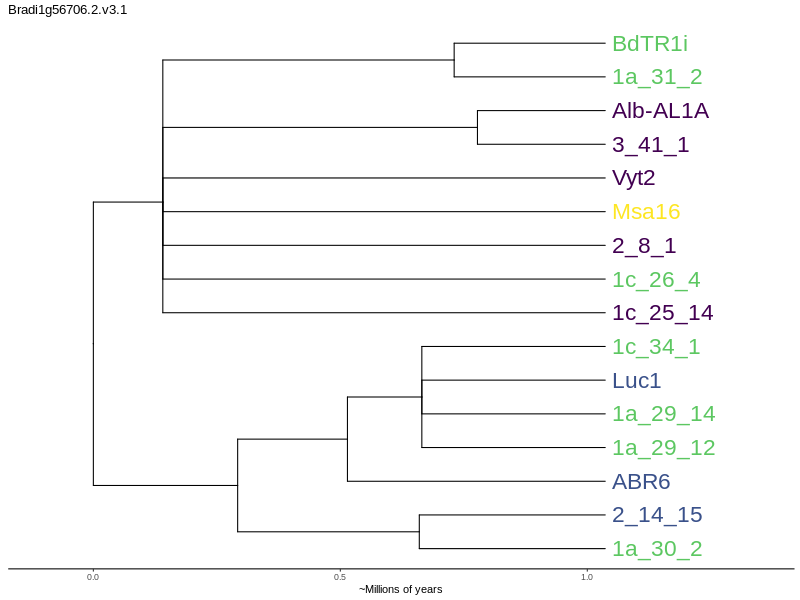 Bradi1g56706.2.v3.1
BdTR1i
1a_31_2
Alb-AL1A
3_41_1
Vyt2
Msa16
2_8_1
1c_26_4
1c_25_14
1c_34_1
Luc1
1a_29_14
1a_29_12
ABR6
2_14_15
1a_30_2
0.0 0.5 1.0
~Millions of years